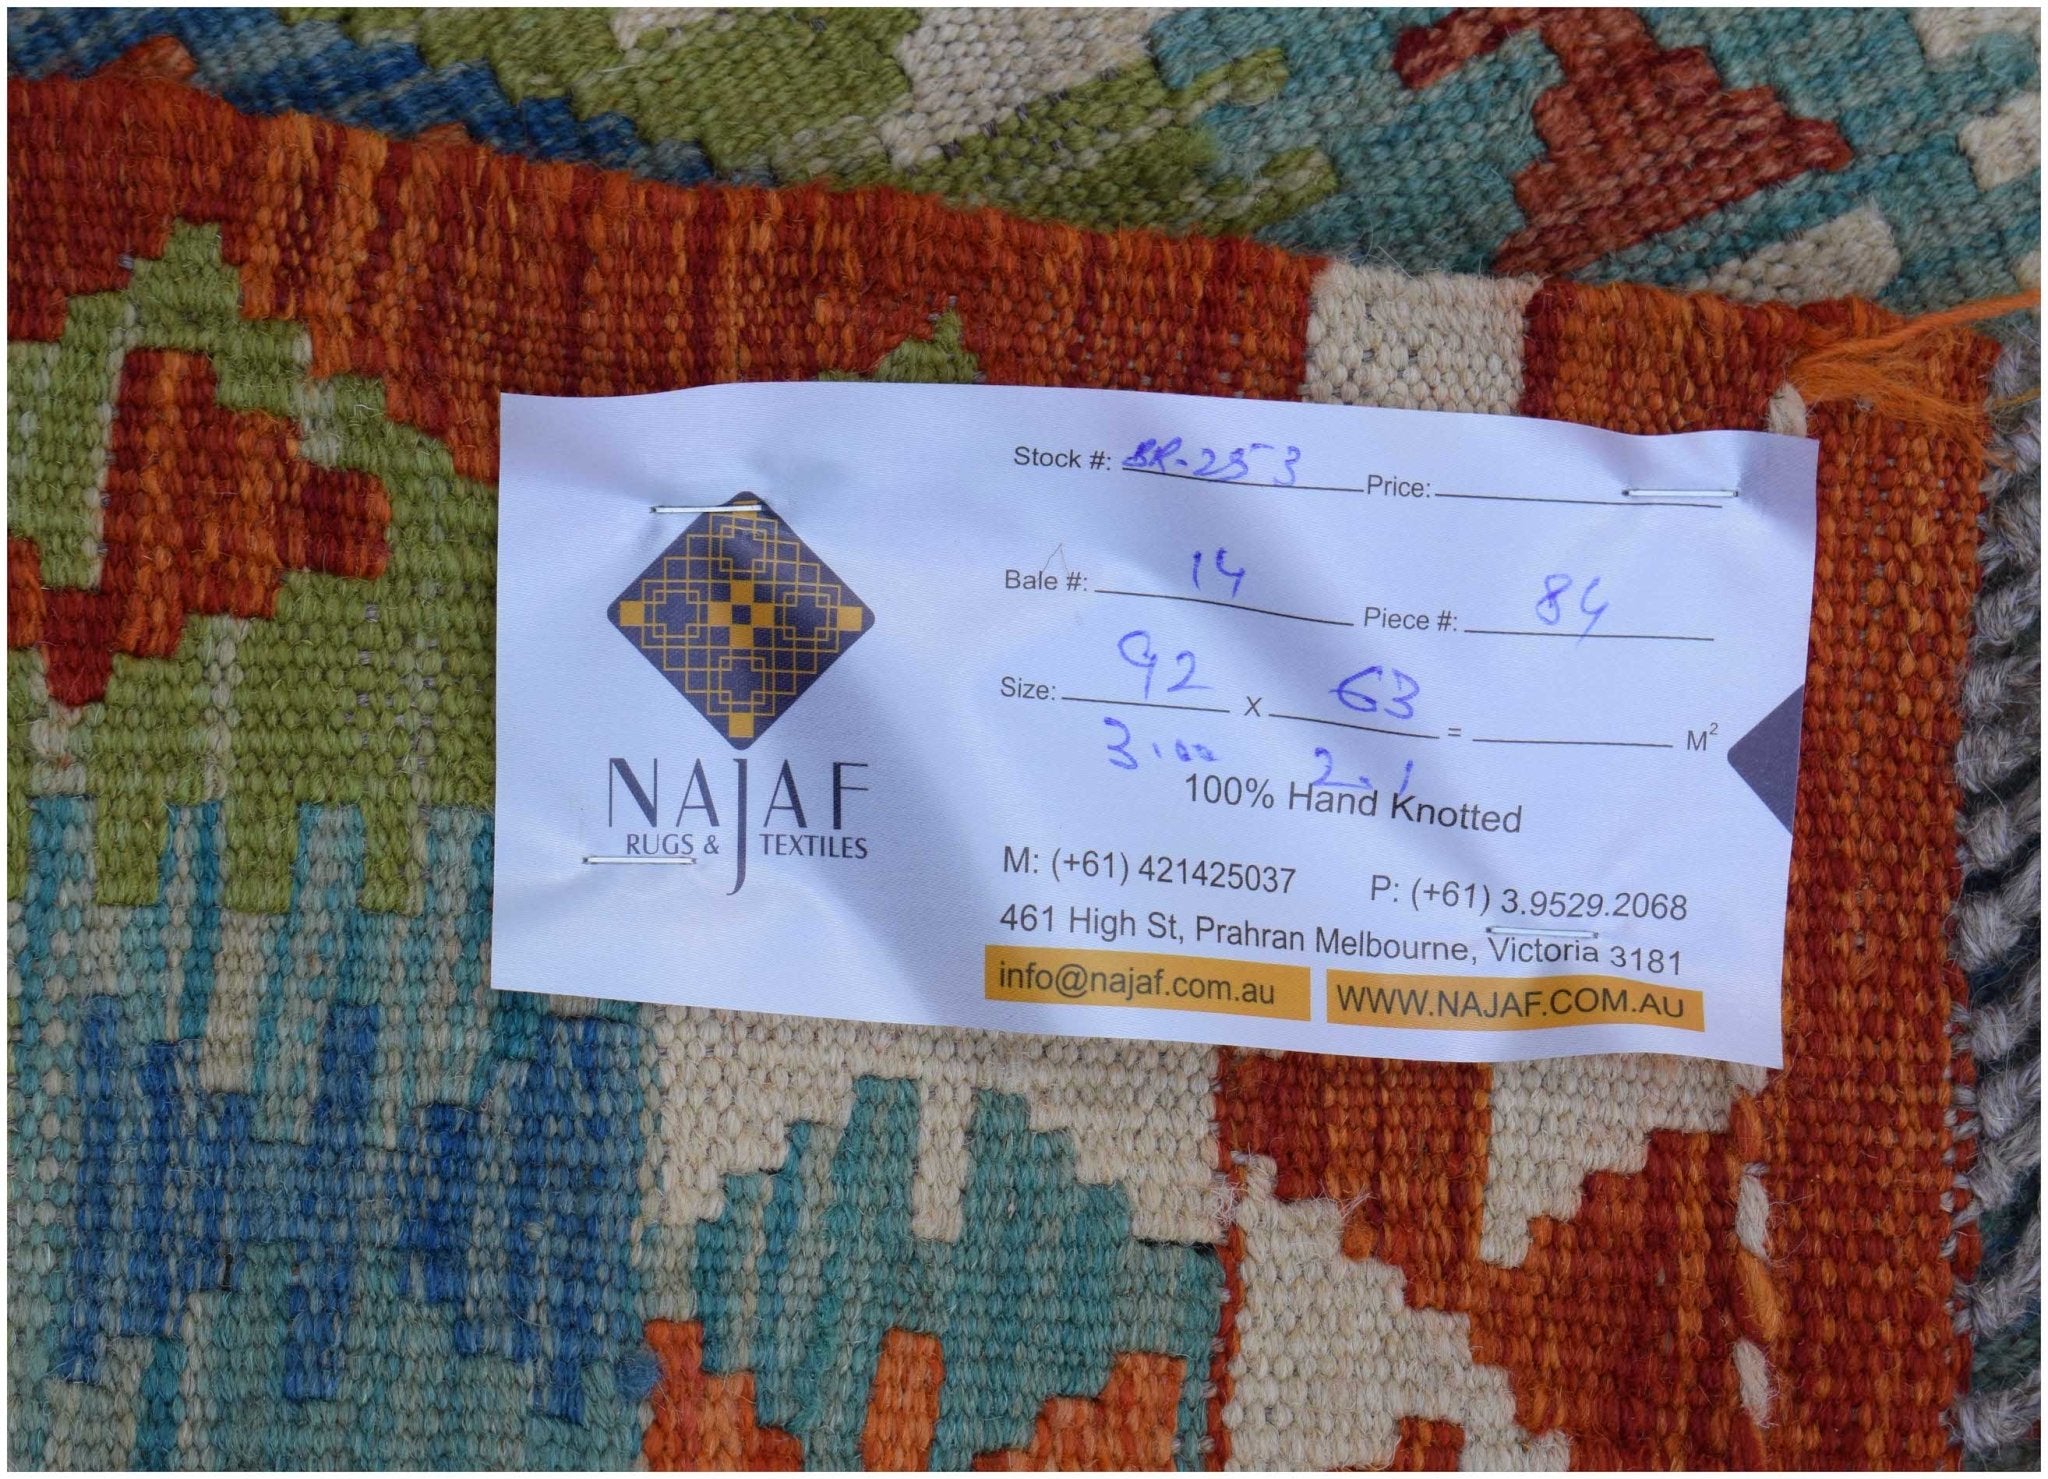 NAJAF
RUGS & TEXTILES
Stock #: BR-253 Price:
Bale #: 14 Piece #: 84
Size: 92 x 63 = M²
3.00 2.1
100% Hand Knotted
M: (+61) 421425037 P: (+61) 3.9529.2068
461 High St, Prahran Melbourne, Victoria 3181
info@najaf.com.au WWW.NAJAF.COM.AU